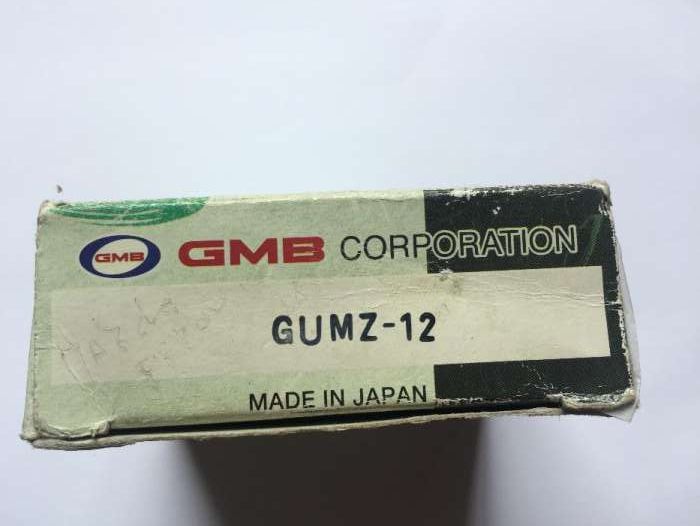 GMB GMB CORPORATION
GUMZ-12
MADE IN JAPAN